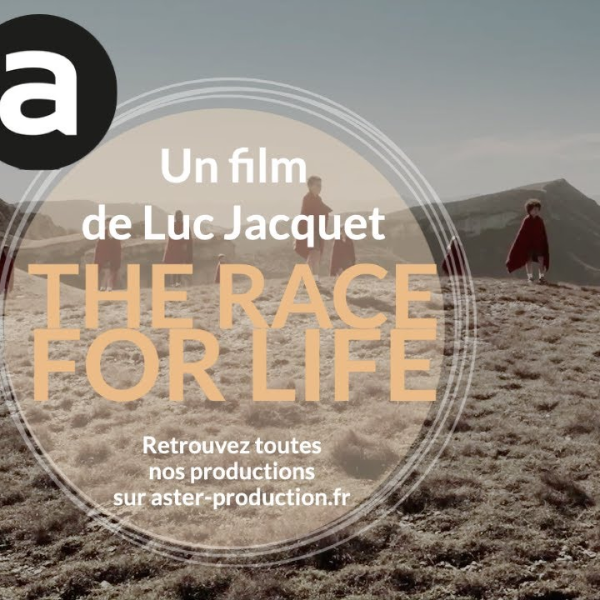 a
Un film
de Luc Jacquet
THE RACE
FOR LIFE
Retrouvez toutes
nos productions
sur aster-production.fr